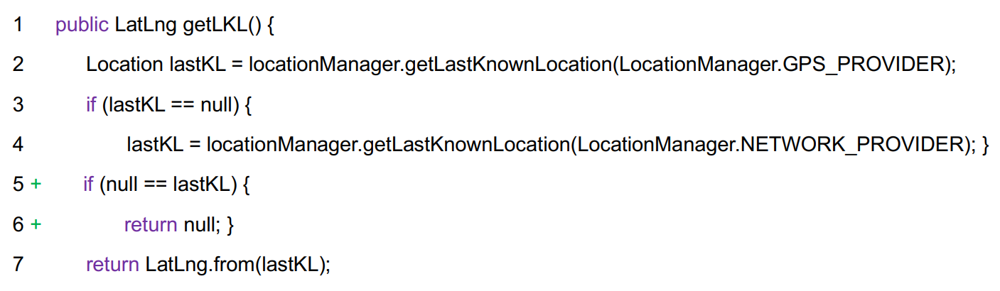 1 public LatLng getLKL() {
2 Location lastKL = locationManager.getLastKnownLocation(LocationManager.GPS_PROVIDER);
3 if (lastKL == null) {
4 lastKL = locationManager.getLastKnownLocation(LocationManager.NETWORK_PROVIDER); }
5 + if (null == lastKL) {
6 + return null; }
7 return LatLng.from(lastKL);